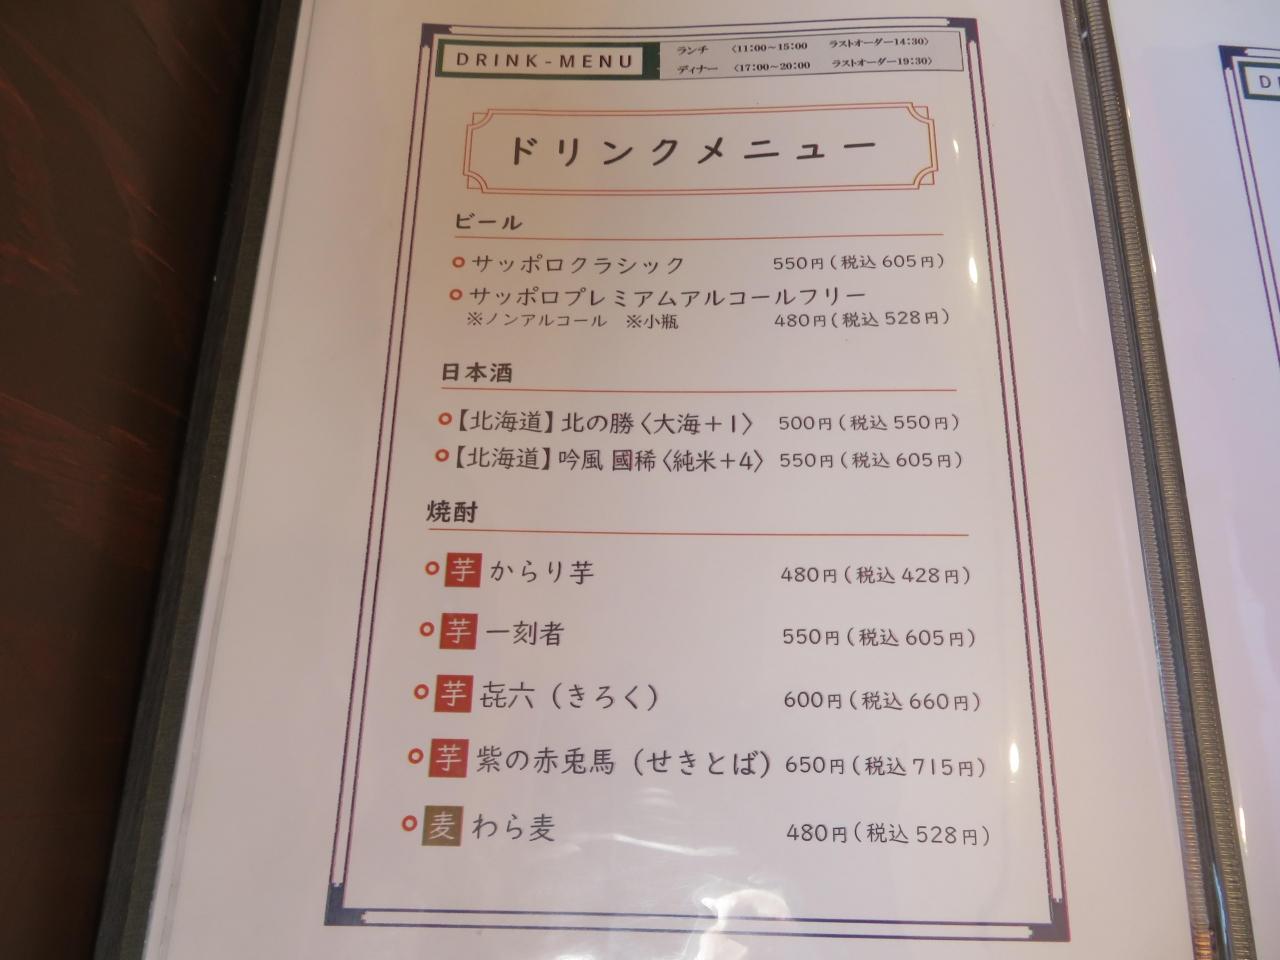 DRINK-MENU
ランチ 〈11:00～15:00 ラストオーダー14:30〉
ディナー 〈17:00～20:00 ラストオーダー19:30〉
ドリンクメニュー
ビール
サッポロクラシック 550円(税込605円)
サッポロプレミアムアルコールフリー
※ノンアルコール ※小瓶 480円(税込528円)
日本酒
【北海道】北の勝〈大海+1〉 500円(税込550円)
【北海道】吟風 國稀〈純米+4〉 550円(税込605円)
焼酎
芋 からり芋 480円(税込428円)
芋 一刻者 550円(税込605円)
芋 㐂六(きろく) 600円(税込660円)
芋 紫の赤兎馬(せきとば) 650円(税込715円)
麦 わら麦 480円(税込528円)